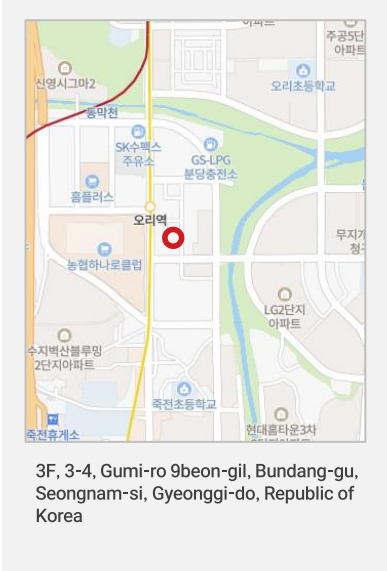 아파트
주공5단
아파트
신영시그마2
오리초등학교
동막천
SK수펙스
주유소
GS-LPG
분당충전소
홈플러스
오리역
무지개
청구
농협하나로클럽
LG2단지
아파트
수지벽산블루밍
2단지아파트
죽전초등학교
현대홈타운3차
죽전휴게소
3F, 3-4, Gumi-ro 9beon-gil, Bundang-gu,
Seongnam-si, Gyeonggi-do, Republic of
Korea